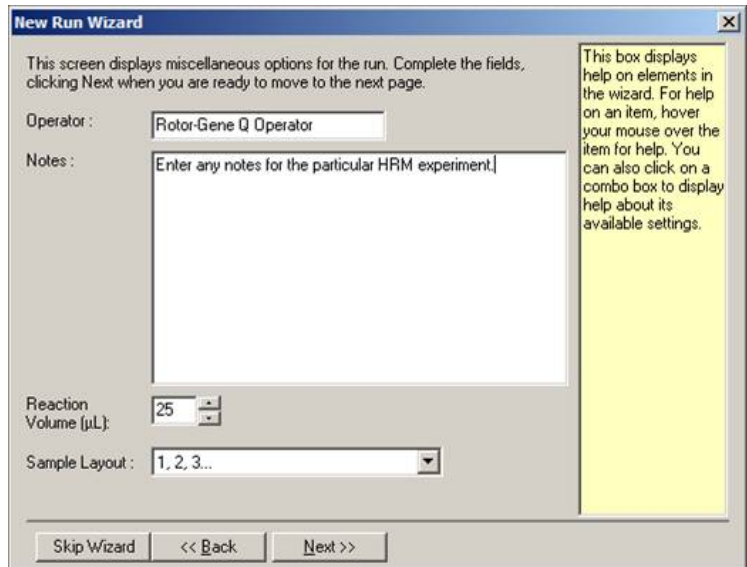 New Run Wizard
This screen displays miscellaneous options for the run. Complete the fields,
clicking Next when you are ready to move to the next page.
Operator :
Rotor-Gene Q Operator
Notes :
Enter any notes for the particular HRM experiment.
Reaction
Volume (µL):
25
Sample Layout :
1, 2, 3...
This box displays
help on elements in
the wizard. For help
on an item, hover
your mouse over the
item for help. You
can also click on a
combo box to display
help about its
available settings.
Skip Wizard
<< Back
Next >>